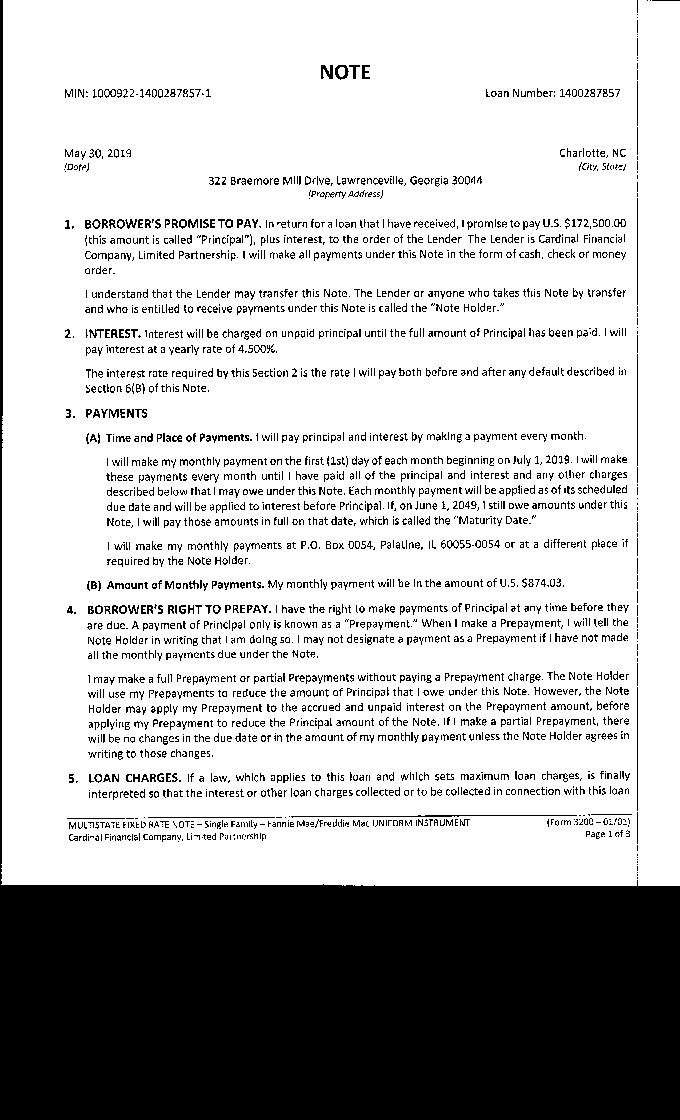 NOTE
MIN: 1000922-1400287857-1 Loan Number: 1400287857
May 30, 2019 Charlotte, NC
(Date) (City, State)
322 Braemore Mill Drive, Lawrenceville, Georgia 30044
(Property Address)
1. BORROWER'S PROMISE TO PAY. In return for a loan that I have received, I promise to pay U.S. $172,500.00
(this amount is called "Principal"), plus interest, to the order of the Lender. The Lender is Cardinal Financial
Company, Limited Partnership. I will make all payments under this Note in the form of cash, check or money
order.
I understand that the Lender may transfer this Note. The Lender or anyone who takes this Note by transfer
and who is entitled to receive payments under this Note is called the "Note Holder."
2. INTEREST. Interest will be charged on unpaid principal until the full amount of Principal has been paid. I will
pay interest at a yearly rate of 4.500%.
The interest rate required by this Section 2 is the rate I will pay both before and after any default described in
Section 6(B) of this Note.
3. PAYMENTS
(A) Time and Place of Payments. I will pay principal and interest by making a payment every month.
I will make my monthly payment on the first (1st) day of each month beginning on July 1, 2019. I will make
these payments every month until I have paid all of the principal and interest and any other charges
described below that I may owe under this Note. Each monthly payment will be applied as of its scheduled
due date and will be applied to interest before Principal. If, on June 1, 2049, I still owe amounts under this
Note, I will pay those amounts in full on that date, which is called the "Maturity Date."
I will make my monthly payments at P.O. Box 0054, Palatine, IL 60055-0054 or at a different place if
required by the Note Holder.
(B) Amount of Monthly Payments. My monthly payment will be in the amount of U.S. $874.03.
4. BORROWER'S RIGHT TO PREPAY. I have the right to make payments of Principal at any time before they
are due. A payment of Principal only is known as a "Prepayment." When I make a Prepayment, I will tell the
Note Holder in writing that I am doing so. I may not designate a payment as a Prepayment if I have not made
all the monthly payments due under the Note.
I may make a full Prepayment or partial Prepayments without paying a Prepayment charge. The Note Holder
will use my Prepayments to reduce the amount of Principal that I owe under this Note. However, the Note
Holder may apply my Prepayment to the accrued and unpaid interest on the Prepayment amount, before
applying my Prepayment to reduce the Principal amount of the Note. If I make a partial Prepayment, there
will be no changes in the due date or in the amount of my monthly payment unless the Note Holder agrees in
writing to those changes.
5. LOAN CHARGES. If a law, which applies to this loan and which sets maximum loan charges, is finally
interpreted so that the interest or other loan charges collected or to be collected in connection with this loan
MULTISTATE FIXED RATE NOTE – Single Family – Fannie Mae/Freddie Mac UNIFORM INSTRUMENT (Form 3200 – 01/01)
Cardinal Financial Company, Limited Partnership Page 1 of 3